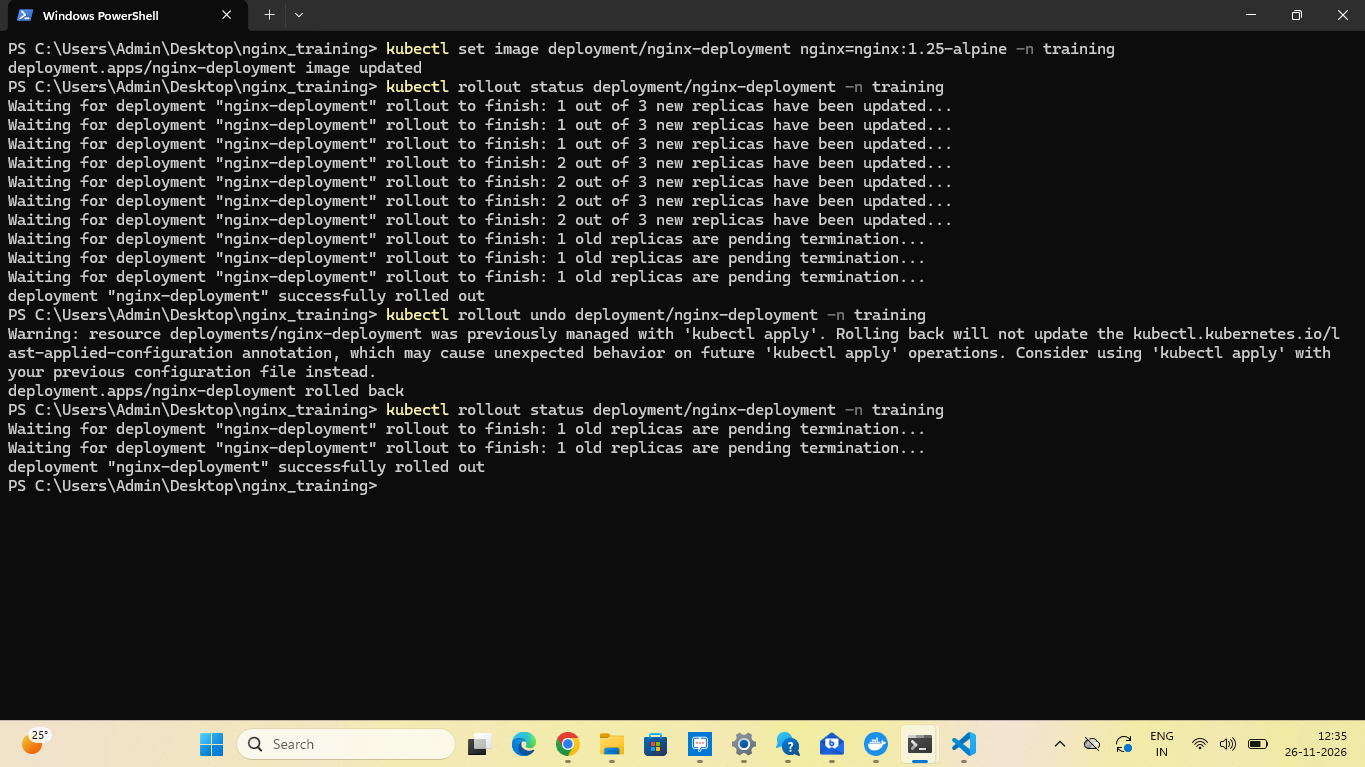 Windows PowerShell
PS C:\Users\Admin\Desktop\nginx_training> kubectl set image deployment/nginx-deployment nginx=nginx:1.25-alpine -n training
deployment.apps/nginx-deployment image updated
PS C:\Users\Admin\Desktop\nginx_training> kubectl rollout status deployment/nginx-deployment -n training
Waiting for deployment "nginx-deployment" rollout to finish: 1 out of 3 new replicas have been updated...
Waiting for deployment "nginx-deployment" rollout to finish: 1 out of 3 new replicas have been updated...
Waiting for deployment "nginx-deployment" rollout to finish: 1 out of 3 new replicas have been updated...
Waiting for deployment "nginx-deployment" rollout to finish: 2 out of 3 new replicas have been updated...
Waiting for deployment "nginx-deployment" rollout to finish: 2 out of 3 new replicas have been updated...
Waiting for deployment "nginx-deployment" rollout to finish: 2 out of 3 new replicas have been updated...
Waiting for deployment "nginx-deployment" rollout to finish: 2 out of 3 new replicas have been updated...
Waiting for deployment "nginx-deployment" rollout to finish: 1 old replicas are pending termination...
Waiting for deployment "nginx-deployment" rollout to finish: 1 old replicas are pending termination...
Waiting for deployment "nginx-deployment" rollout to finish: 1 old replicas are pending termination...
deployment "nginx-deployment" successfully rolled out
PS C:\Users\Admin\Desktop\nginx_training> kubectl rollout undo deployment/nginx-deployment -n training
Warning: resource deployments/nginx-deployment was previously managed with 'kubectl apply'. Rolling back will not update the kubectl.kubernetes.io/l
ast-applied-configuration annotation, which may cause unexpected behavior on future 'kubectl apply' operations. Consider using 'kubectl apply' with
your previous configuration file instead.
deployment.apps/nginx-deployment rolled back
PS C:\Users\Admin\Desktop\nginx_training> kubectl rollout status deployment/nginx-deployment -n training
Waiting for deployment "nginx-deployment" rollout to finish: 1 old replicas are pending termination...
Waiting for deployment "nginx-deployment" rollout to finish: 1 old replicas are pending termination...
deployment "nginx-deployment" successfully rolled out
PS C:\Users\Admin\Desktop\nginx_training>
25°
Search
ENG
IN
12:35
26-11-2026